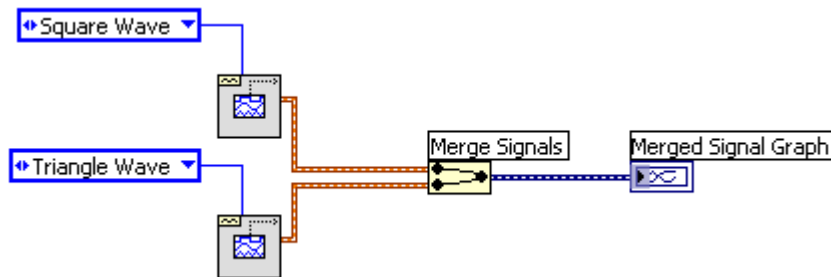 Square Wave
Merge Signals
Merged Signal Graph
Triangle Wave